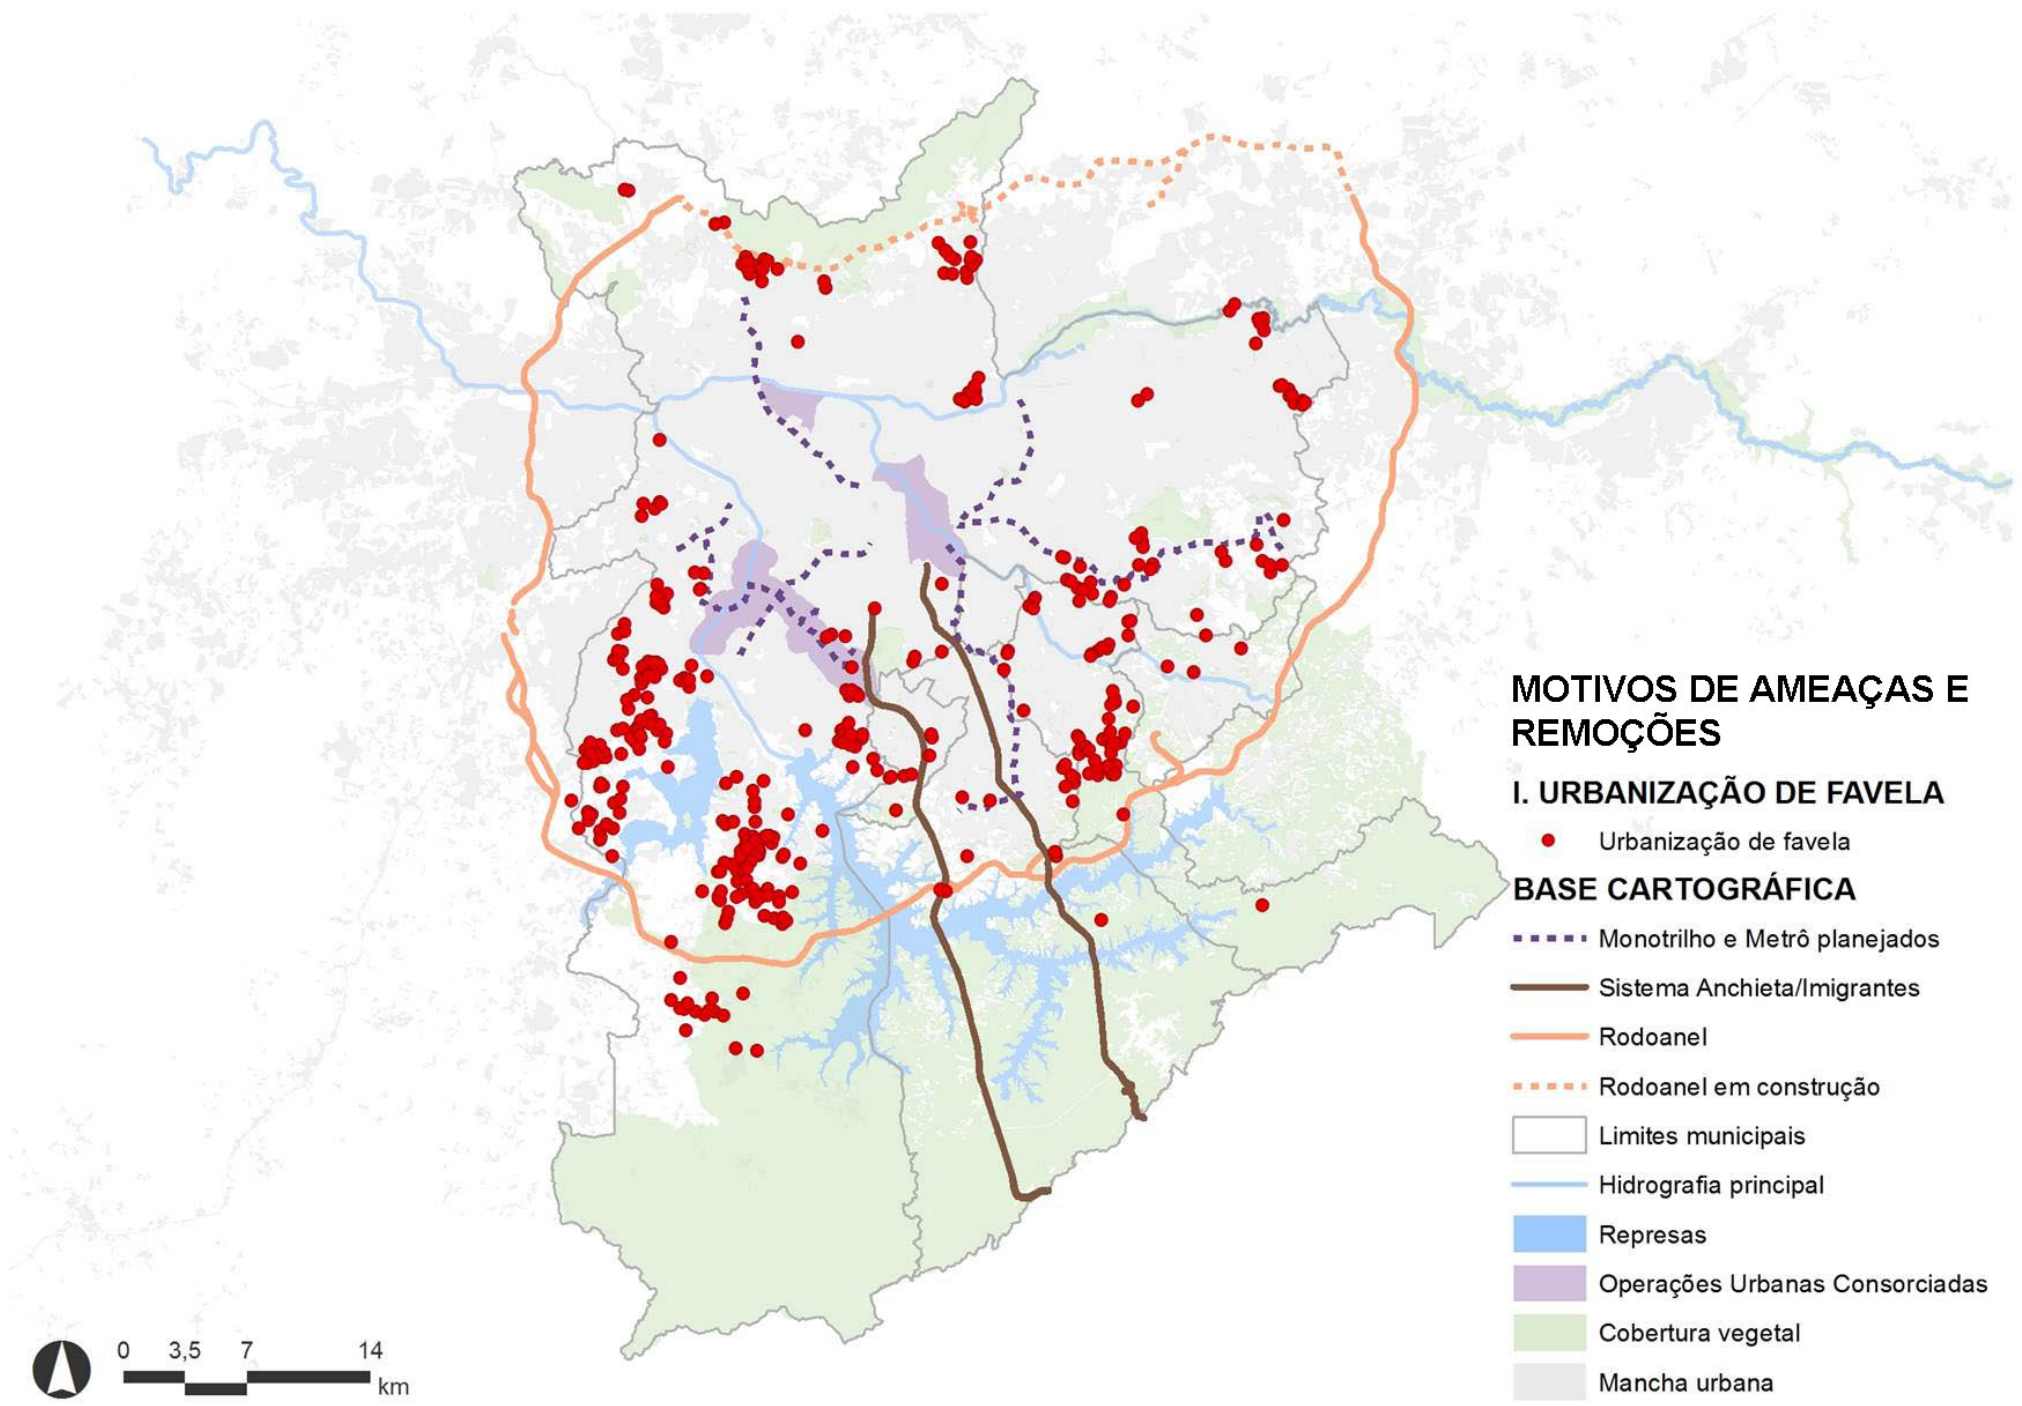 MOTIVOS DE AMEAÇAS E
REMOÇÕES
I. URBANIZAÇÃO DE FAVELA
Urbanização de favela
BASE CARTOGRÁFICA
Monotrilho e Metrô planejados
Sistema Anchieta/Imigrantes
Rodoanel
Rodoanel em construção
Limites municipais
Hidrografia principal
Represas
Operações Urbanas Consorciadas
Cobertura vegetal
Mancha urbana
0 3,5 7 14
km